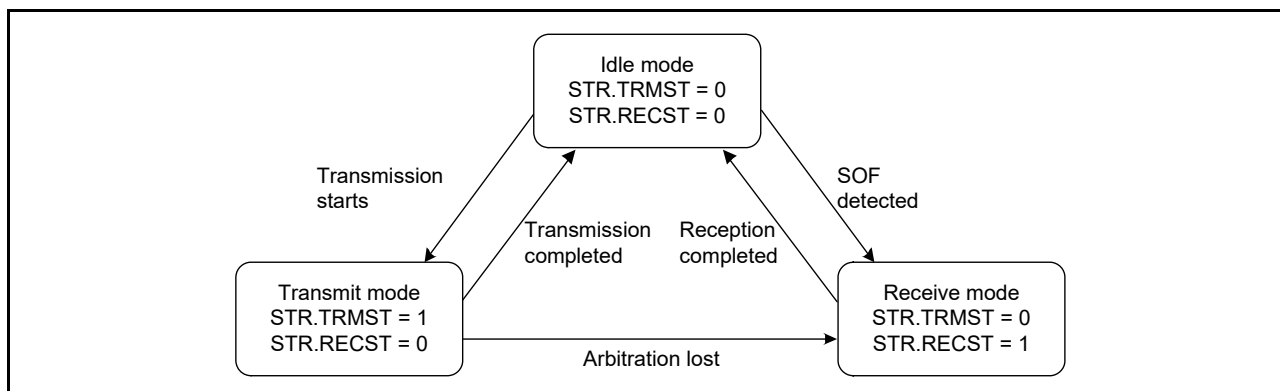 Idle mode
STR.TRMST = 0
STR.RECST = 0
Transmission
starts
SOF
detected
Transmission
completed
Reception
completed
Transmit mode
STR.TRMST = 1
STR.RECST = 0
Receive mode
STR.TRMST = 0
STR.RECST = 1
Arbitration lost